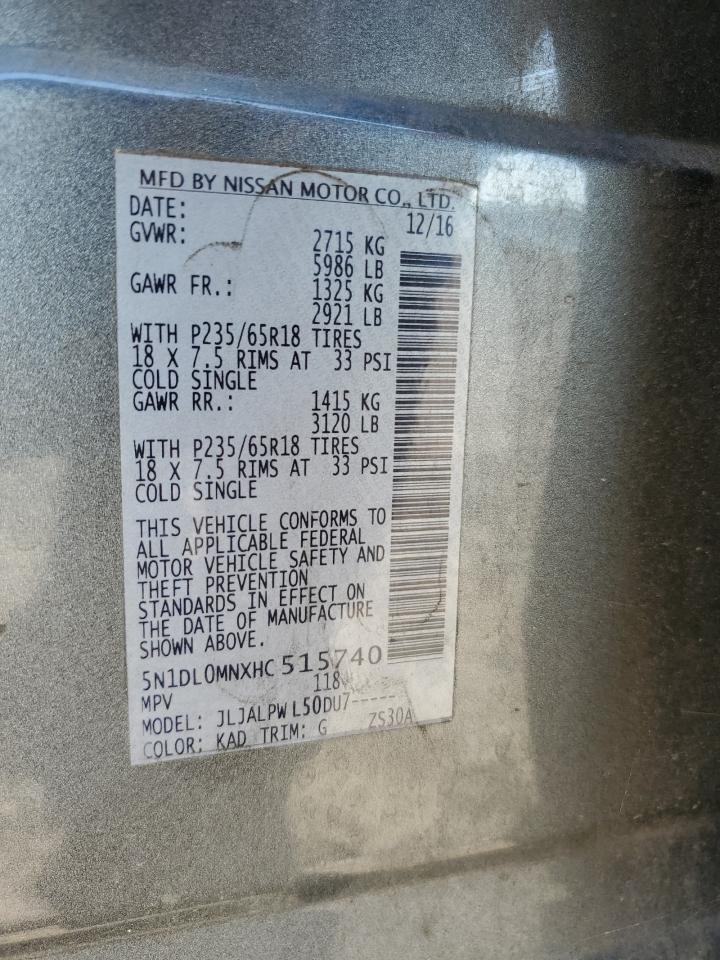 MFD BY NISSAN MOTOR CO., LTD.
DATE: 12/16
GVWR: 2715 KG
5986 LB
GAWR FR.: 1325 KG
2921 LB
WITH P235/65R18 TIRES
18 X 7.5 RIMS AT 33 PSI
COLD SINGLE
GAWR RR.: 1415 KG
3120 LB
WITH P235/65R18 TIRES
18 X 7.5 RIMS AT 33 PSI
COLD SINGLE
THIS VEHICLE CONFORMS TO
ALL APPLICABLE FEDERAL
MOTOR VEHICLE SAFETY AND
THEFT PREVENTION
STANDARDS IN EFFECT ON
THE DATE OF MANUFACTURE
SHOWN ABOVE.
5N1DL0MNXHC515740
MPV 118
MODEL: JLJALPWL50DU7-----
COLOR: KAD TRIM: G ZS30A